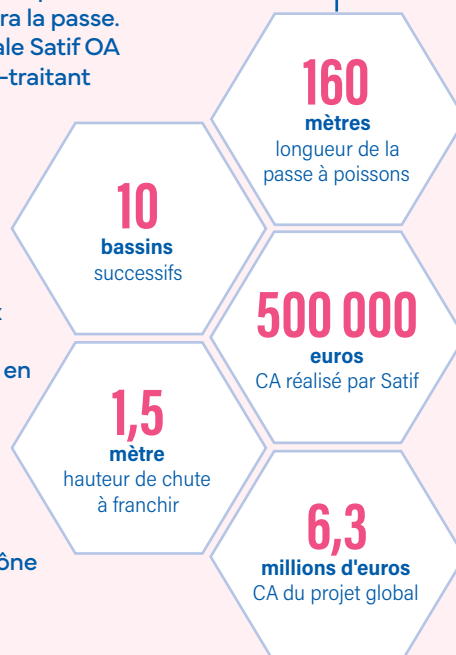 ra la passe.
ale Satif OA
-traitant
en
ône
160
mètres
longueur de la
passe à poissons
10
bassins
successifs
500 000
euros
CA réalisé par Satif
1,5
mètre
hauteur de chute
à franchir
6,3
millions d'euros
CA du projet global